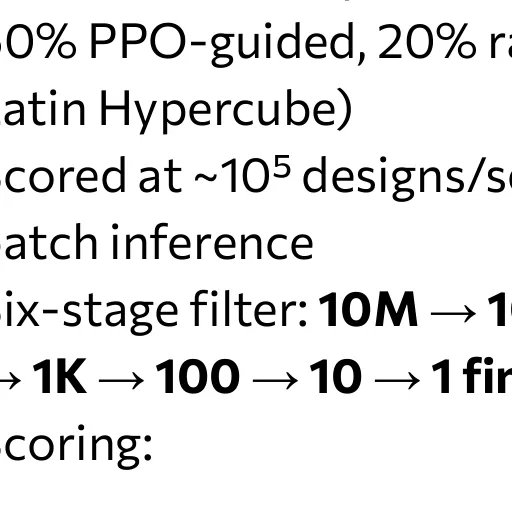 0% PPO-guided, 20% ra
atin Hypercube)
cored at ~10⁵ designs/s
atch inference
ix-stage filter: 10M → 1
→ 1K → 100 → 10 → 1 fir
coring: